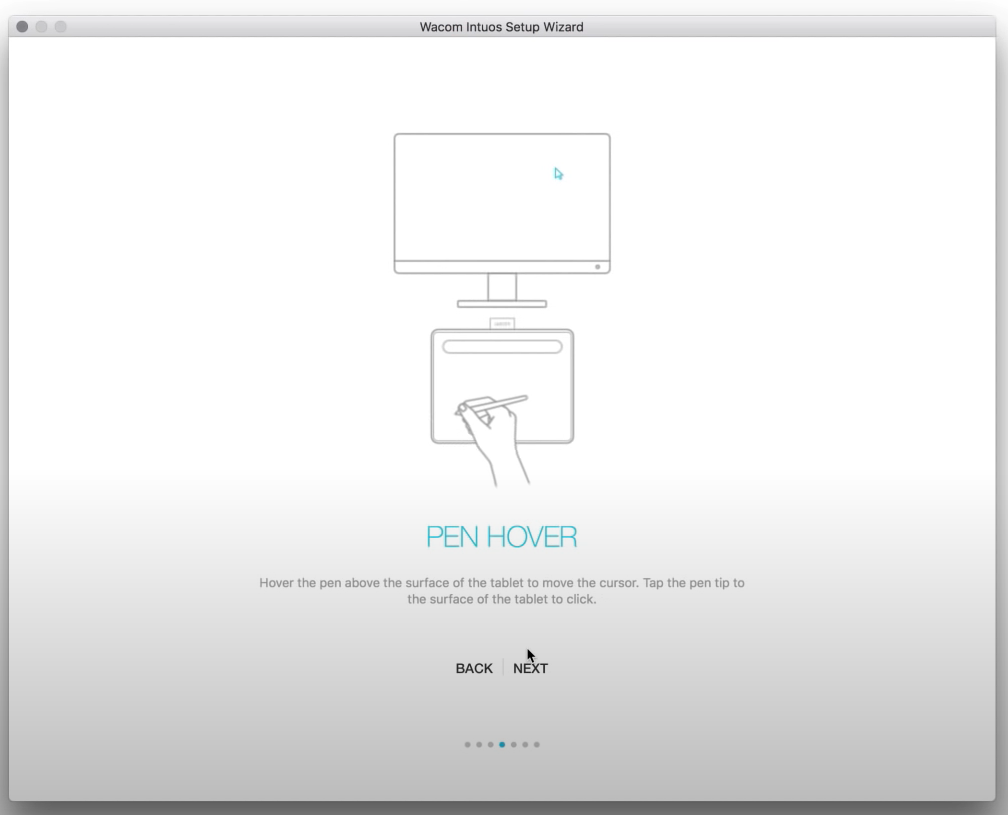 Wacom Intuos Setup Wizard
PEN HOVER
Hover the pen above the surface of the tablet to move the cursor. Tap the pen tip to
the surface of the tablet to click.
BACK NEXT